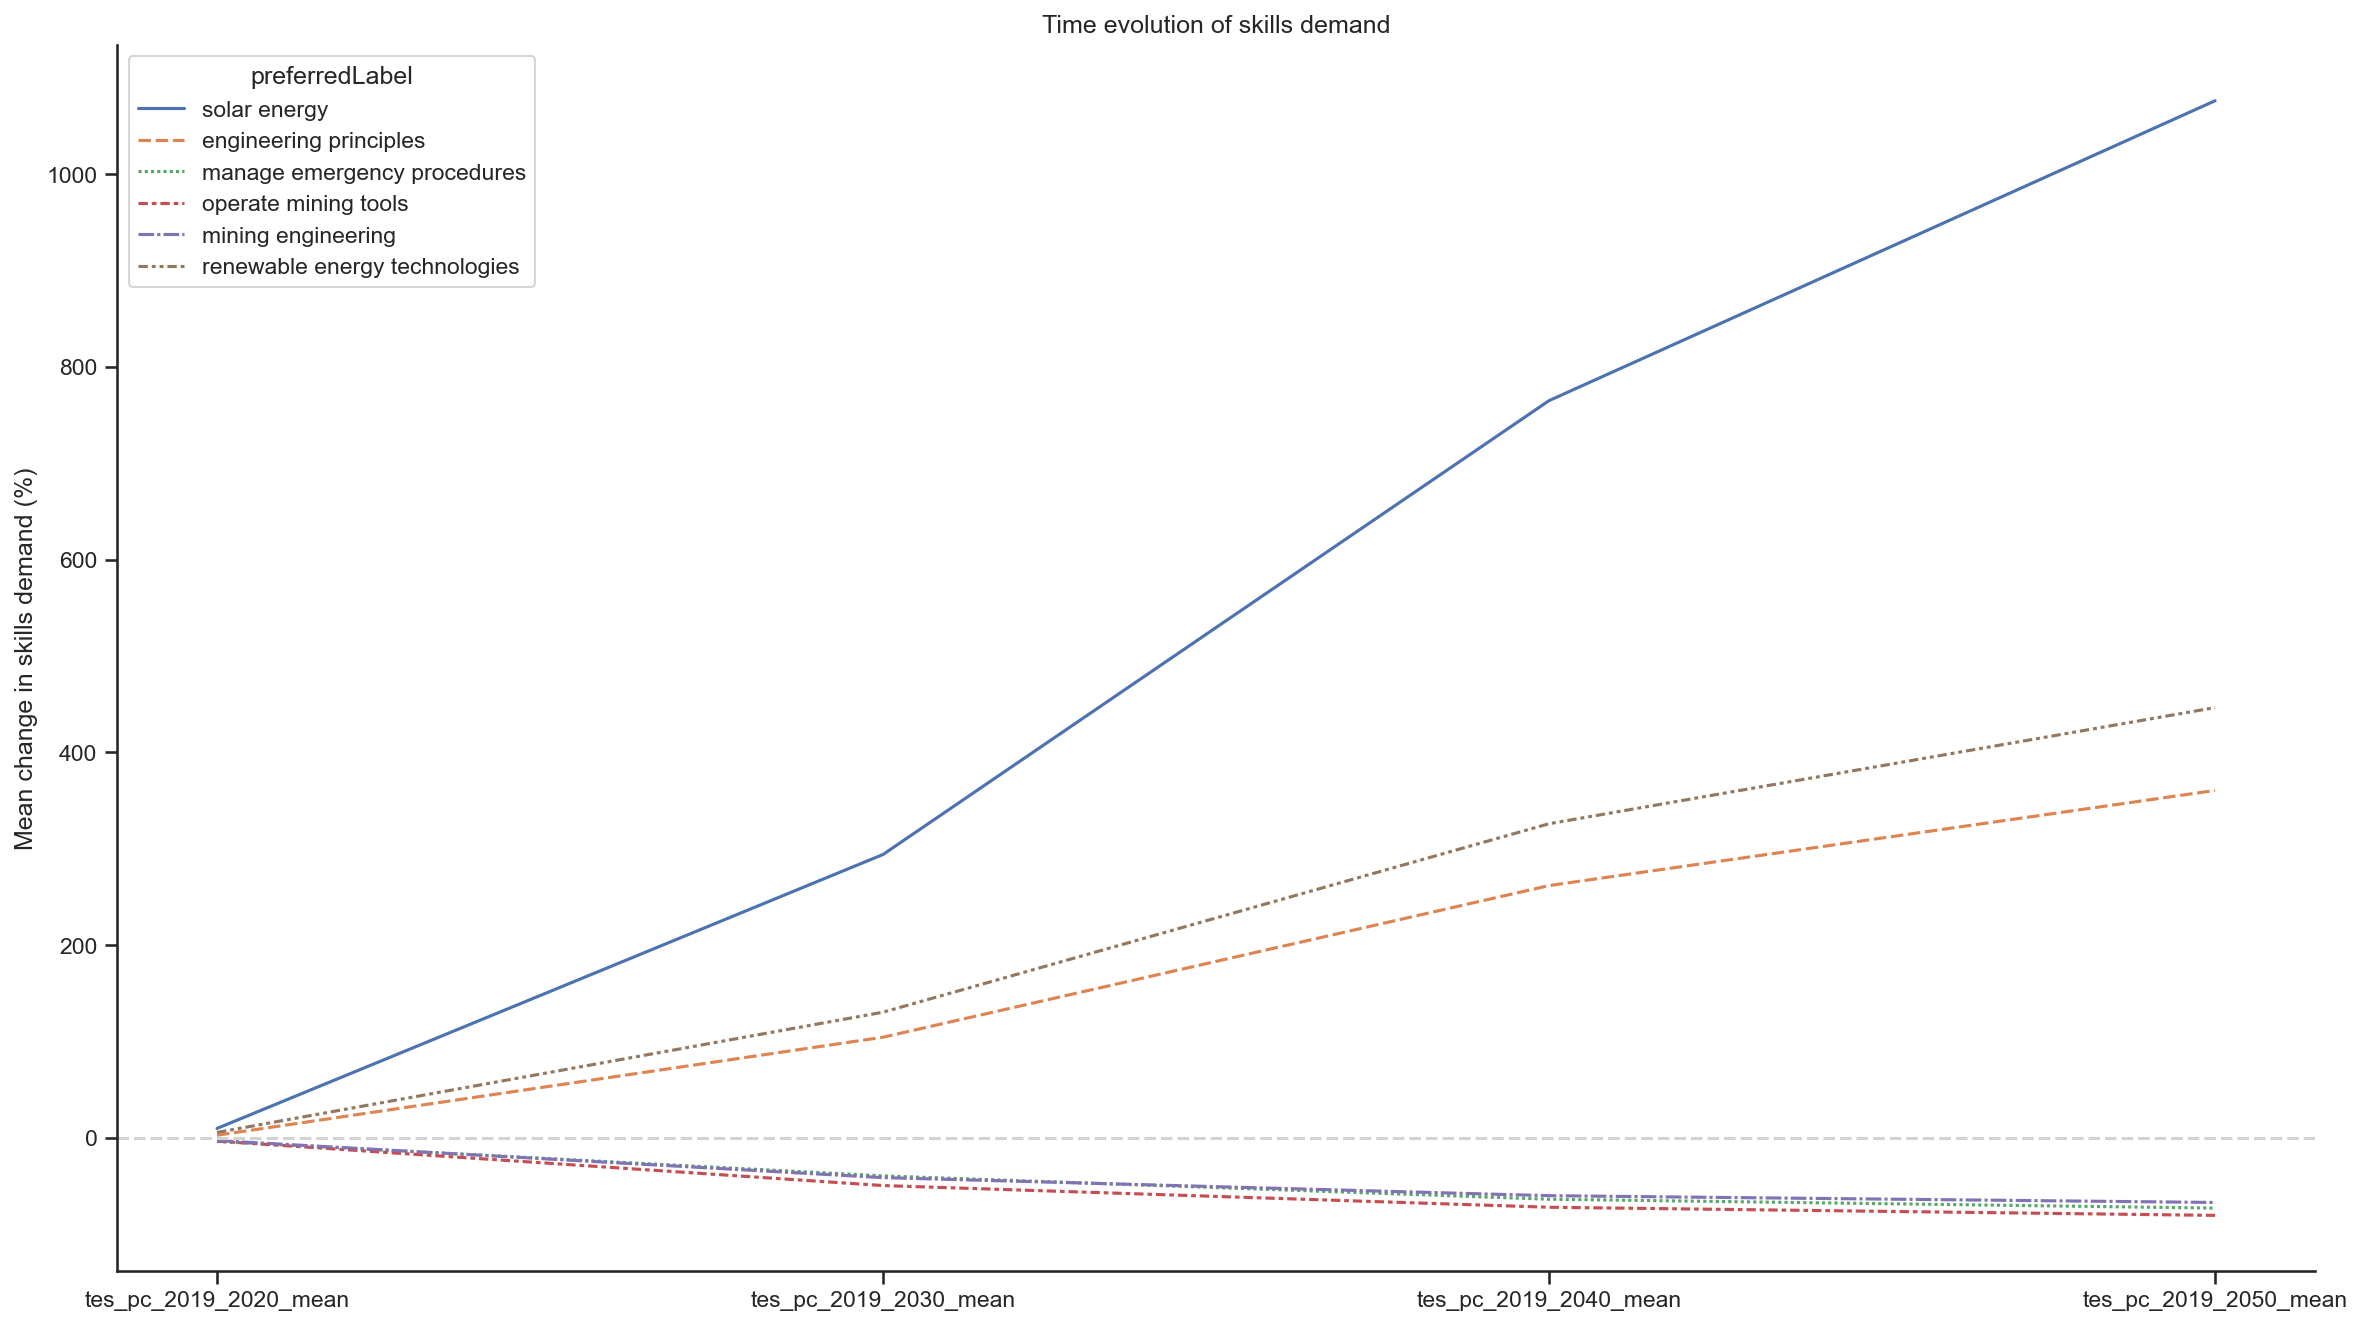 Time evolution of skills demand
preferredLabel
solar energy
engineering principles
manage emergency procedures
operate mining tools
mining engineering
renewable energy technologies
Mean change in skills demand (%)
1000
800
600
400
200
0
tes_pc_2019_2020_mean
tes_pc_2019_2030_mean
tes_pc_2019_2040_mean
tes_pc_2019_2050_mean